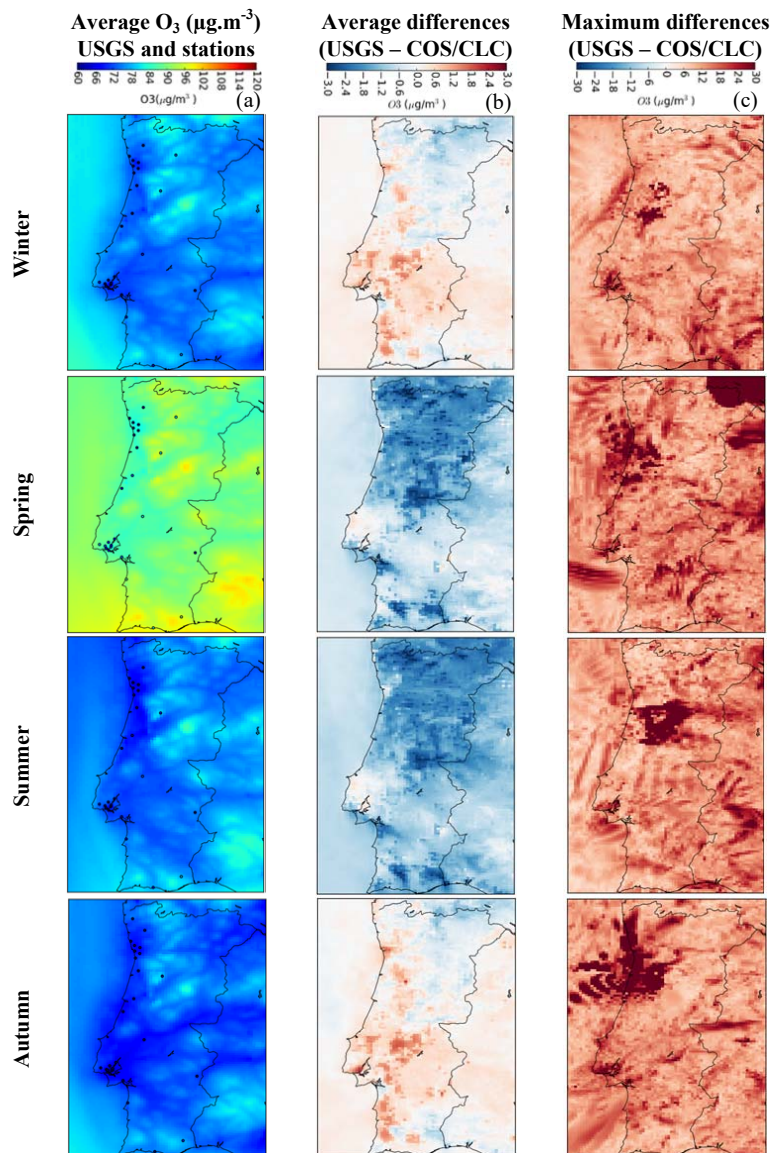 Average O₃ (µg.m⁻³)
USGS and stations
Average differences
(USGS – COS/CLC)
Maximum differences
(USGS – COS/CLC)
60 66 72 78 84 90 96 102 108 114 120
O3(µg/m³)
(a)
−3.0 −2.4 −1.8 −1.2 −0.6 0.0 0.6 1.2 1.8 2.4 3.0
O3 (µg/m³)
(b)
−30 −24 −18 −12 −6 0 6 12 18 24 30
O3 (µg/m³)
(c)
Winter
Spring
Summer
Autumn